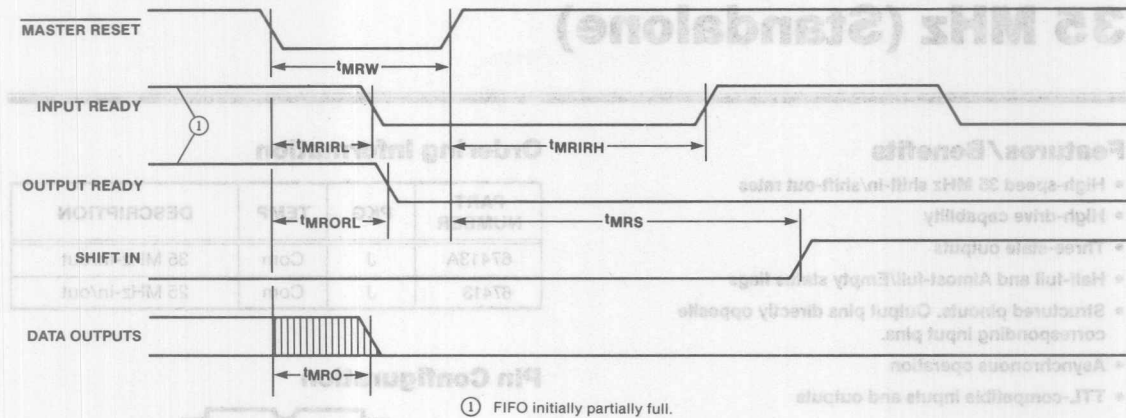 35 MHz (Standalone)
MASTER RESET
tMRW
INPUT READY
①
tMRIRL
tMRIRH
OUTPUT READY
tMRORL
tMRS
SHIFT IN
DATA OUTPUTS
tMRO
① FIFO initially partially full.
Features/Benefits
• High-speed 35 MHz shift-in/shift-out rates
• High-drive capability
• Three-state outputs
• Half-full and Almost-full/Empty status flags
• Structured pinouts. Output pins directly opposite
corresponding input pins.
• Asynchronous operation
• TTL-compatible inputs and outputs
Ordering Information
PART NUMBER PKG TEMP DESCRIPTION
67413A J Com 35 MHz-in/out
67413 J Com 25 MHz-in/out
Pin Configuration